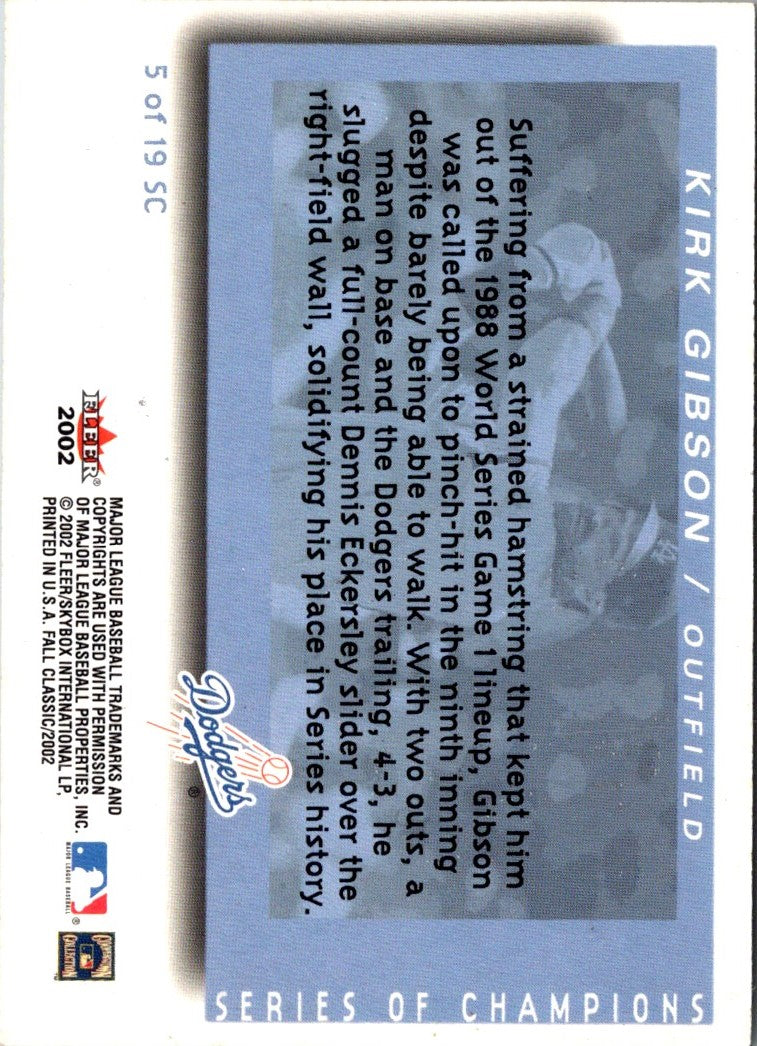 KIRK GIBSON / OUTFIELD
Suffering from a strained hamstring that kept him
out of the 1988 World Series Game 1 lineup, Gibson
was called upon to pinch-hit in the ninth inning
despite barely being able to walk. With two outs, a
man on base and the Dodgers trailing, 4-3, he
slugged a full-count Dennis Eckersley slider over the
right-field wall, solidifying his place in Series history.
SERIES OF CHAMPIONS
Dodgers®
5 of 19 SC
FLEER®
2002
MAJOR LEAGUE BASEBALL TRADEMARKS AND
COPYRIGHTS ARE USED WITH PERMISSION
OF MAJOR LEAGUE BASEBALL PROPERTIES, INC.
© 2002 FLEER/SKYBOX INTERNATIONAL LP,
PRINTED IN U.S.A. FALL CLASSIC/2002
MAJOR LEAGUE BASEBALL®